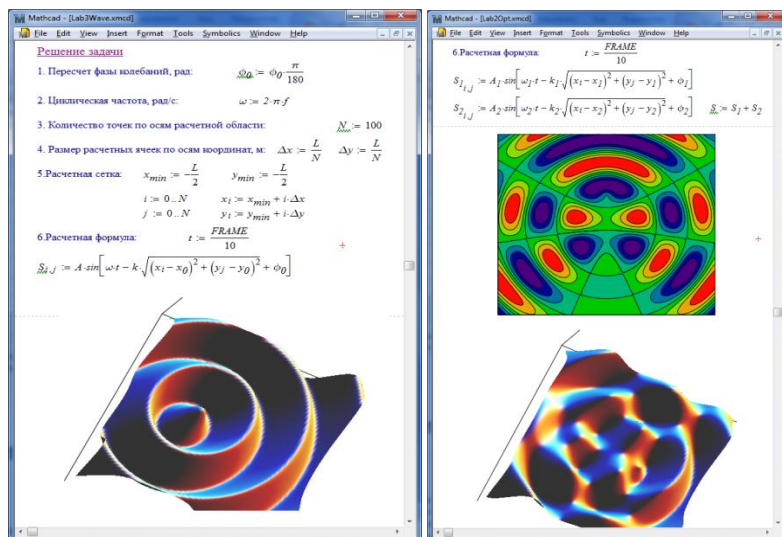 Mathcad - [Lab3Wave.xmcd]
File Edit View Insert Format Tools Symbolics Window Help
Решение задачи
1. Пересчет фазы колебаний, рад: ϕ0 := ϕ0·π/180
2. Циклическая частота, рад/с: ω := 2·π·f
3. Количество точек по осям расчетной области: N := 100
4. Размер расчетных ячеек по осям координат, м: Δx := L/N Δy := L/N
5.Расчетная сетка: xmin := -L/2 ymin := -L/2
i := 0..N xi := xmin + i·Δx
j := 0..N yi := ymin + i·Δy
6.Расчетная формула: t := FRAME/10
Si,j := A·sin[ω·t − k·√((xi − x0)² + (yj − y0)²) + ϕ0]
Mathcad - [Lab2Opt.xmcd]
File Edit View Insert Format Tools Symbolics Window Help
6.Расчетная формула: t := FRAME/10
S1i,j := A1·sin[ω1·t − k1·√((xi − x1)² + (yj − y1)²) + ϕ1]
S2i,j := A2·sin[ω2·t − k2·√((xi − x2)² + (yj − y2)²) + ϕ2] S := S1 + S2